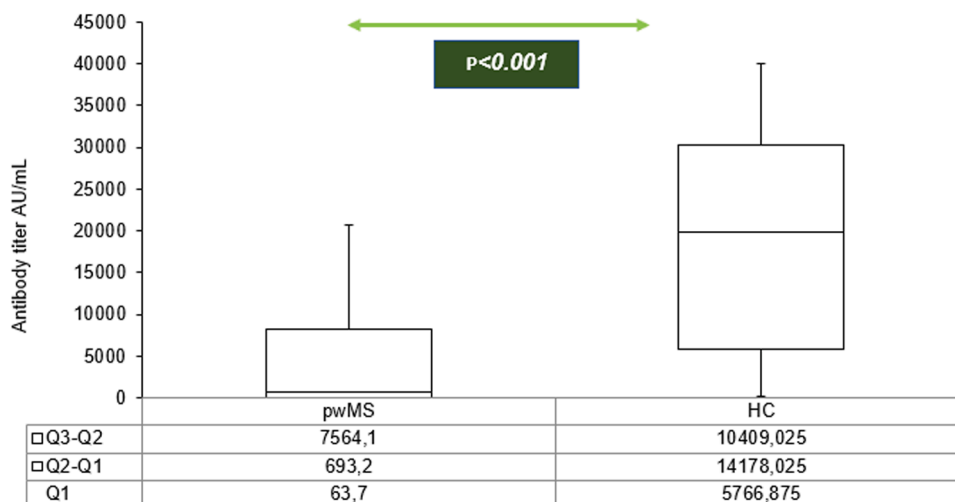 45000
40000
35000
30000
25000
20000
15000
10000
5000
0
Antibody titer AU/mL
P<0.001
pwMS HC
Q3-Q2 7564,1 10409,025
Q2-Q1 693,2 14178,025
Q1 63,7 5766,875